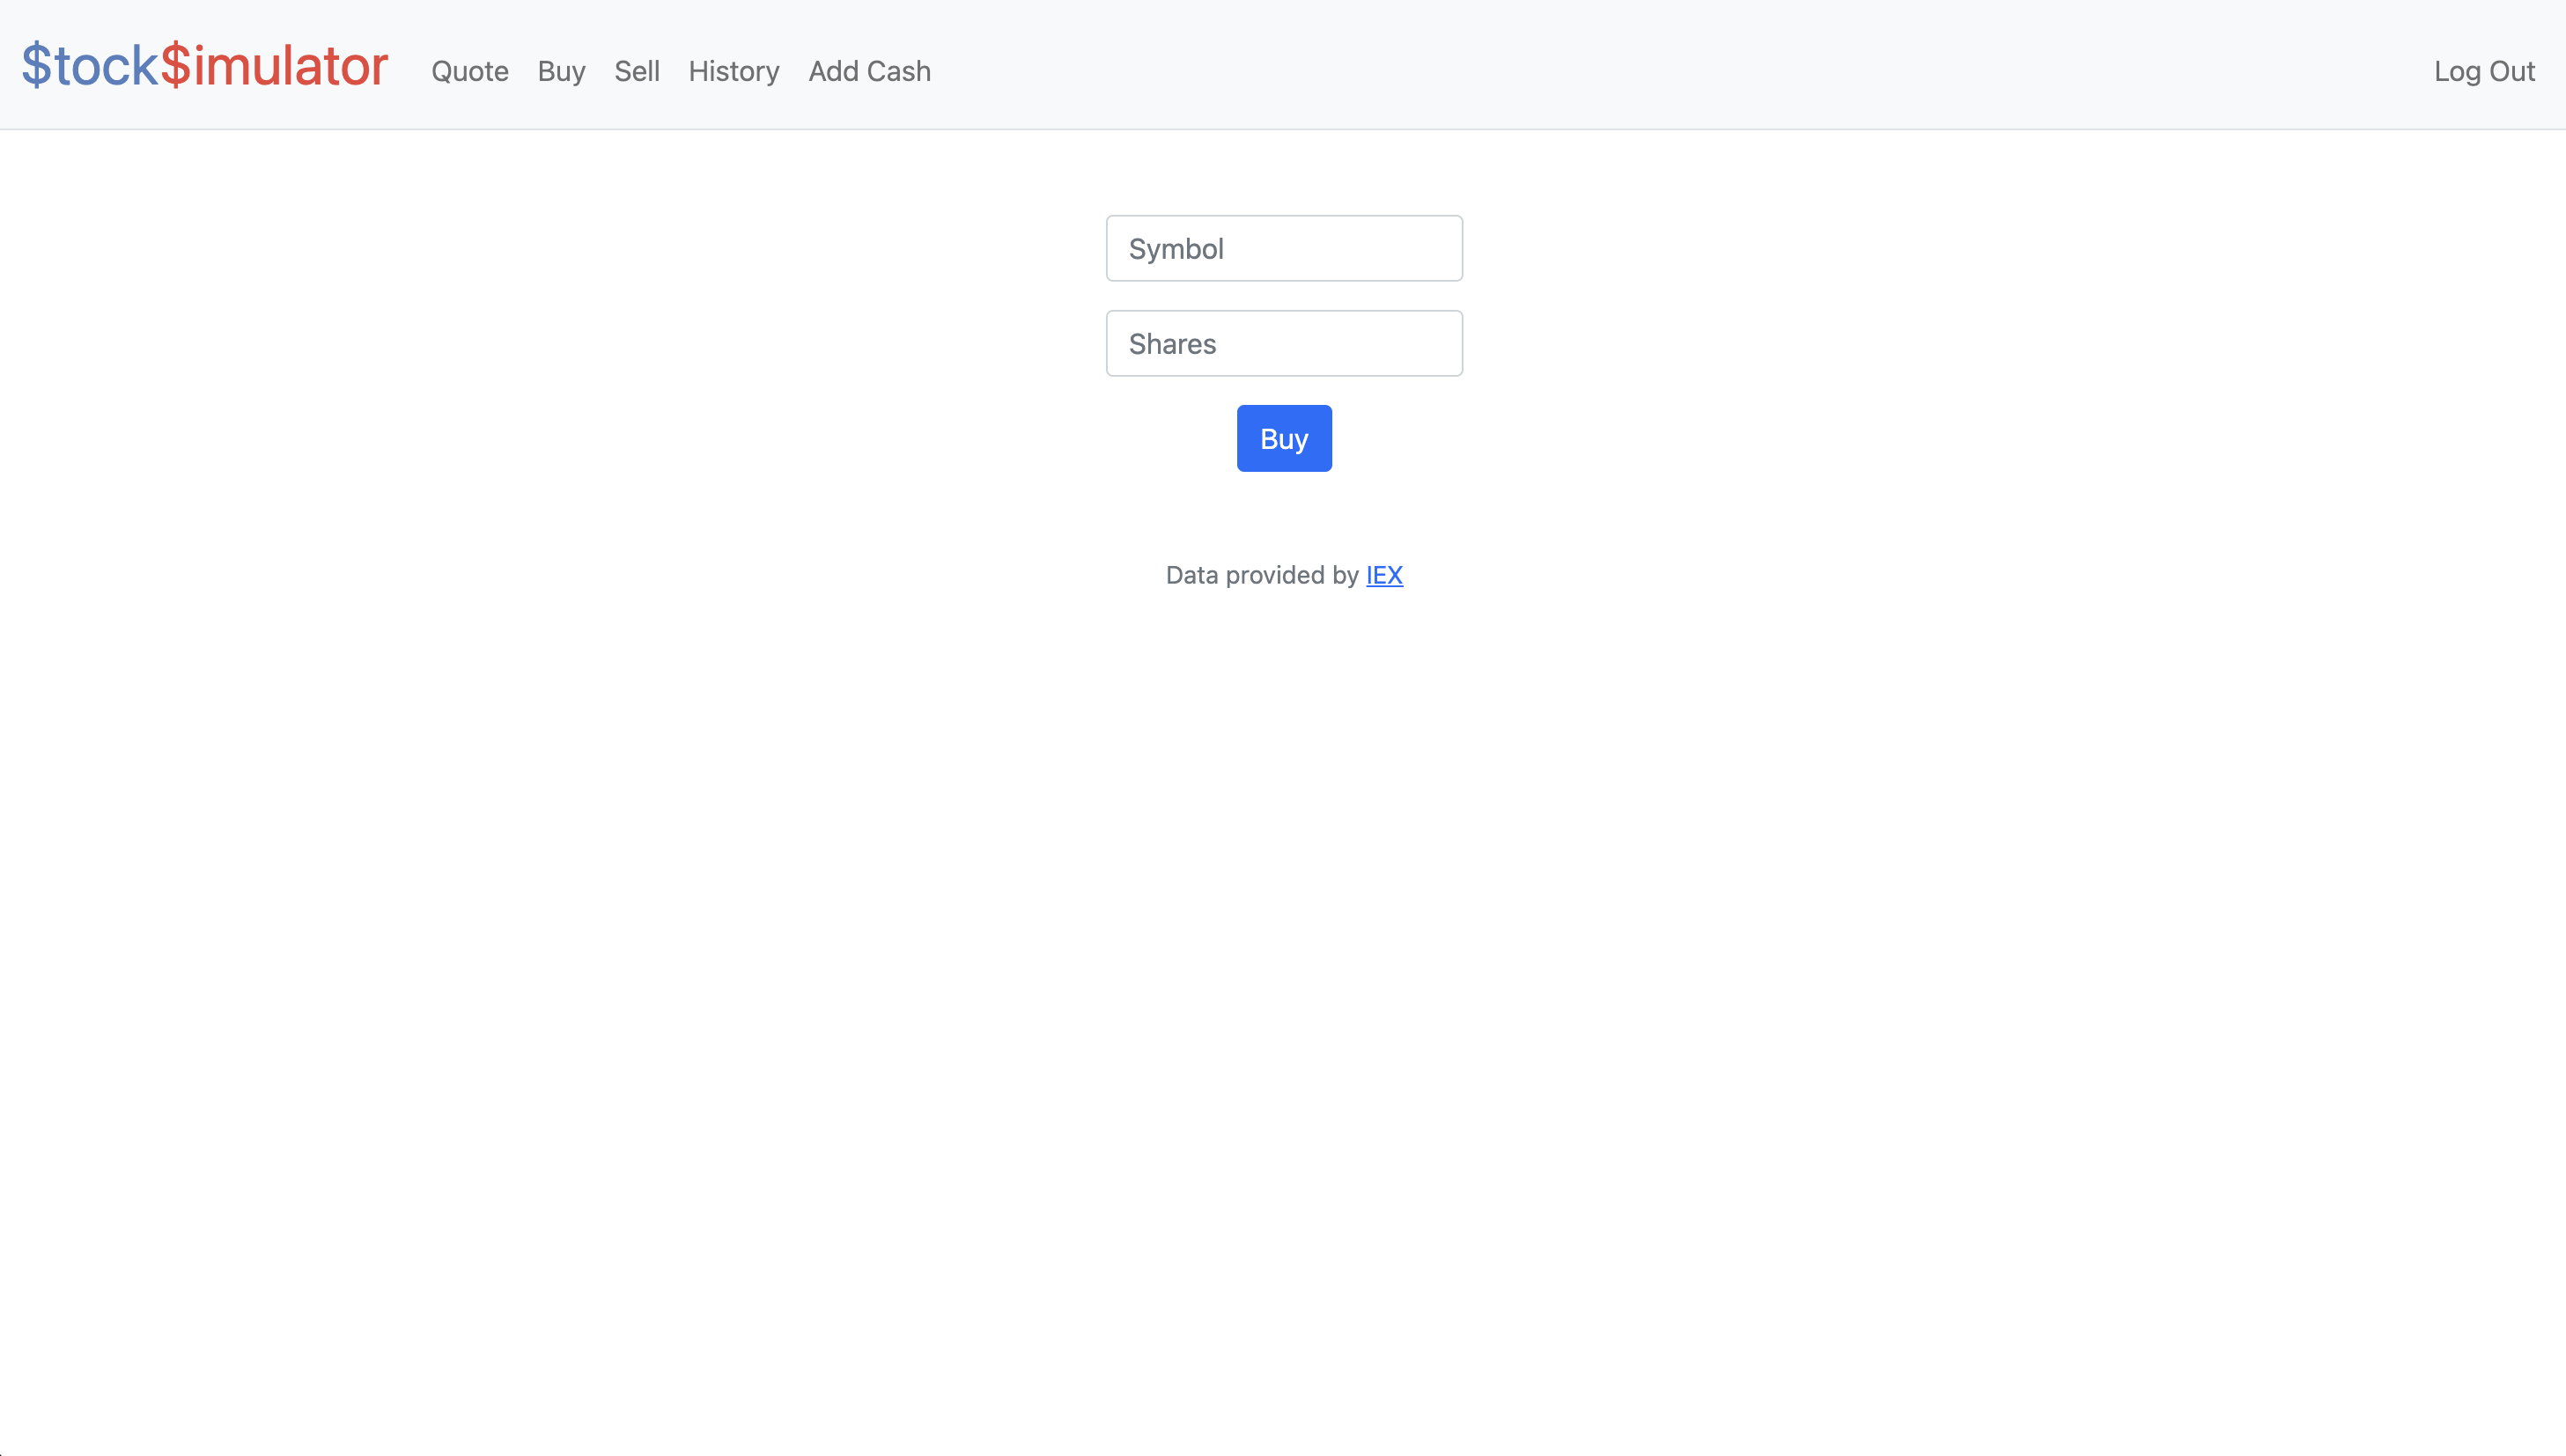 $tock$imulator Quote Buy Sell History Add Cash Log Out
Symbol
Shares
Buy
Data provided by IEX